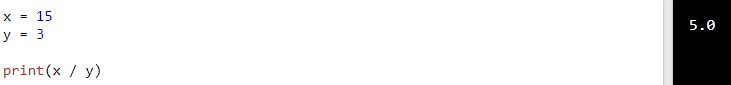 x = 15
y = 3
print(x / y)
5.0